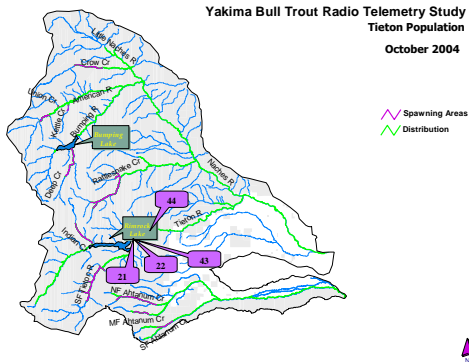 Yakima Bull Trout Radio Telemetry Study
Tieton Population
October 2004
Spawning Areas
Distribution
Little Naches R
Crow Cr
Union Cr
American R
Kettle Cr
Bumping R
Bumping
Lake
Deep Cr
Rattlesnake Cr
Naches R
44
Rimrock
Lake
Tieton R
Indian Cr
21
22
43
SF Tieton R
NF Ahtanum Cr
MF Ahtanum Cr
SF Ahtanum Cr
N